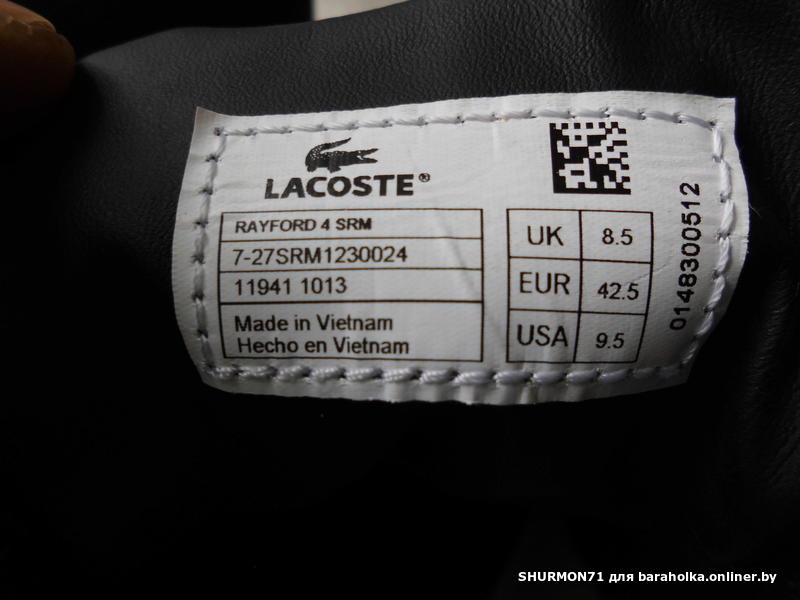 LACOSTE®
RAYFORD 4 SRM
7-27SRM1230024
11941 1013
Made in Vietnam
Hecho en Vietnam
UK 8.5
EUR 42.5
USA 9.5
0148300512
SHURMON71 для baraholka.onliner.by